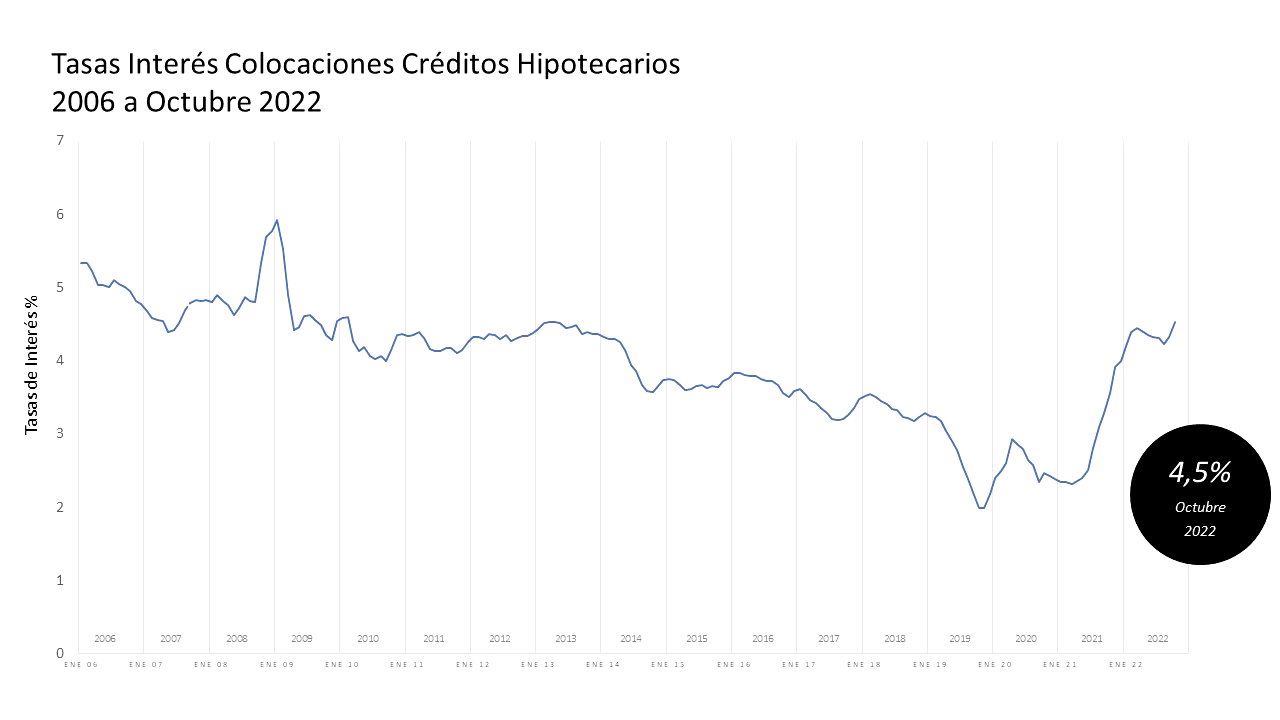 Tasas Interés Colocaciones Créditos Hipotecarios
2006 a Octubre 2022
7
6
5
4
3
2
1
0
Tasas de Interés %
4,5%
Octubre
2022
2006 2007 2008 2009 2010 2011 2012 2013 2014 2015 2016 2017 2018 2019 2020 2021 2022
ENE 06 ENE 07 ENE 08 ENE 09 ENE 10 ENE 11 ENE 12 ENE 13 ENE 14 ENE 15 ENE 16 ENE 17 ENE 18 ENE 19 ENE 20 ENE 21 ENE 22